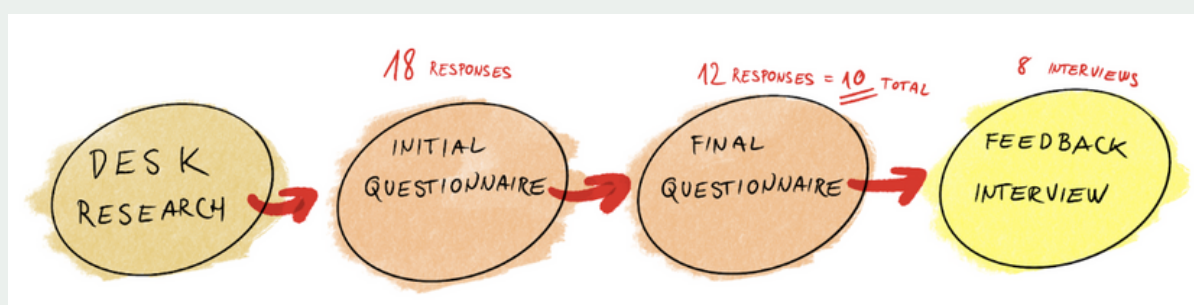 18 RESPONSES
12 RESPONSES = 10 TOTAL
8 INTERVIEWS
DESK
RESEARCH
INITIAL
QUESTIONNAIRE
FINAL
QUESTIONNAIRE
FEEDBACK
INTERVIEW